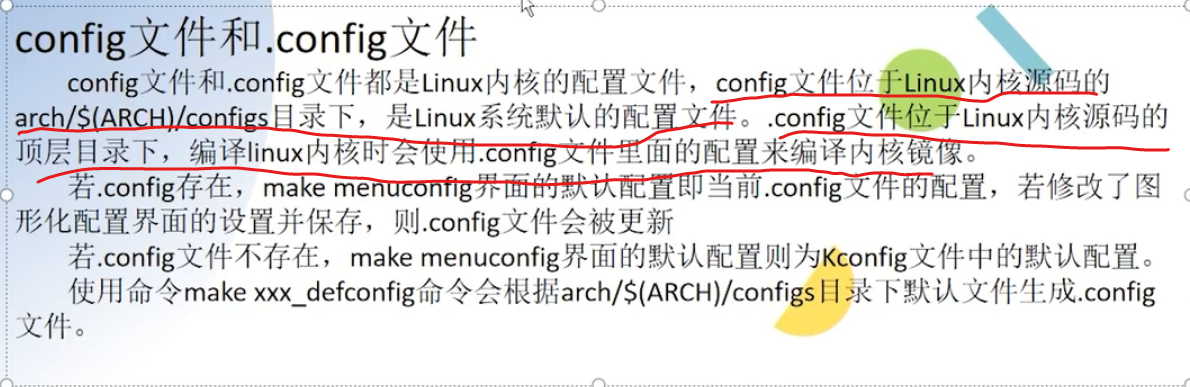 config文件和.config文件
config文件和.config文件都是Linux内核的配置文件，config文件位于Linux内核源码的
arch/$(ARCH)/configs目录下，是Linux系统默认的配置文件。.config文件位于Linux内核源码的
顶层目录下，编译linux内核时会使用.config文件里面的配置来编译内核镜像。
若.config存在，make menuconfig界面的默认配置即当前.config文件的配置，若修改了图
形化配置界面的设置并保存，则.config文件会被更新
若.config文件不存在，make menuconfig界面的默认配置则为Kconfig文件中的默认配置。
使用命令make xxx_defconfig命令会根据arch/$(ARCH)/configs目录下默认文件生成.config
文件。